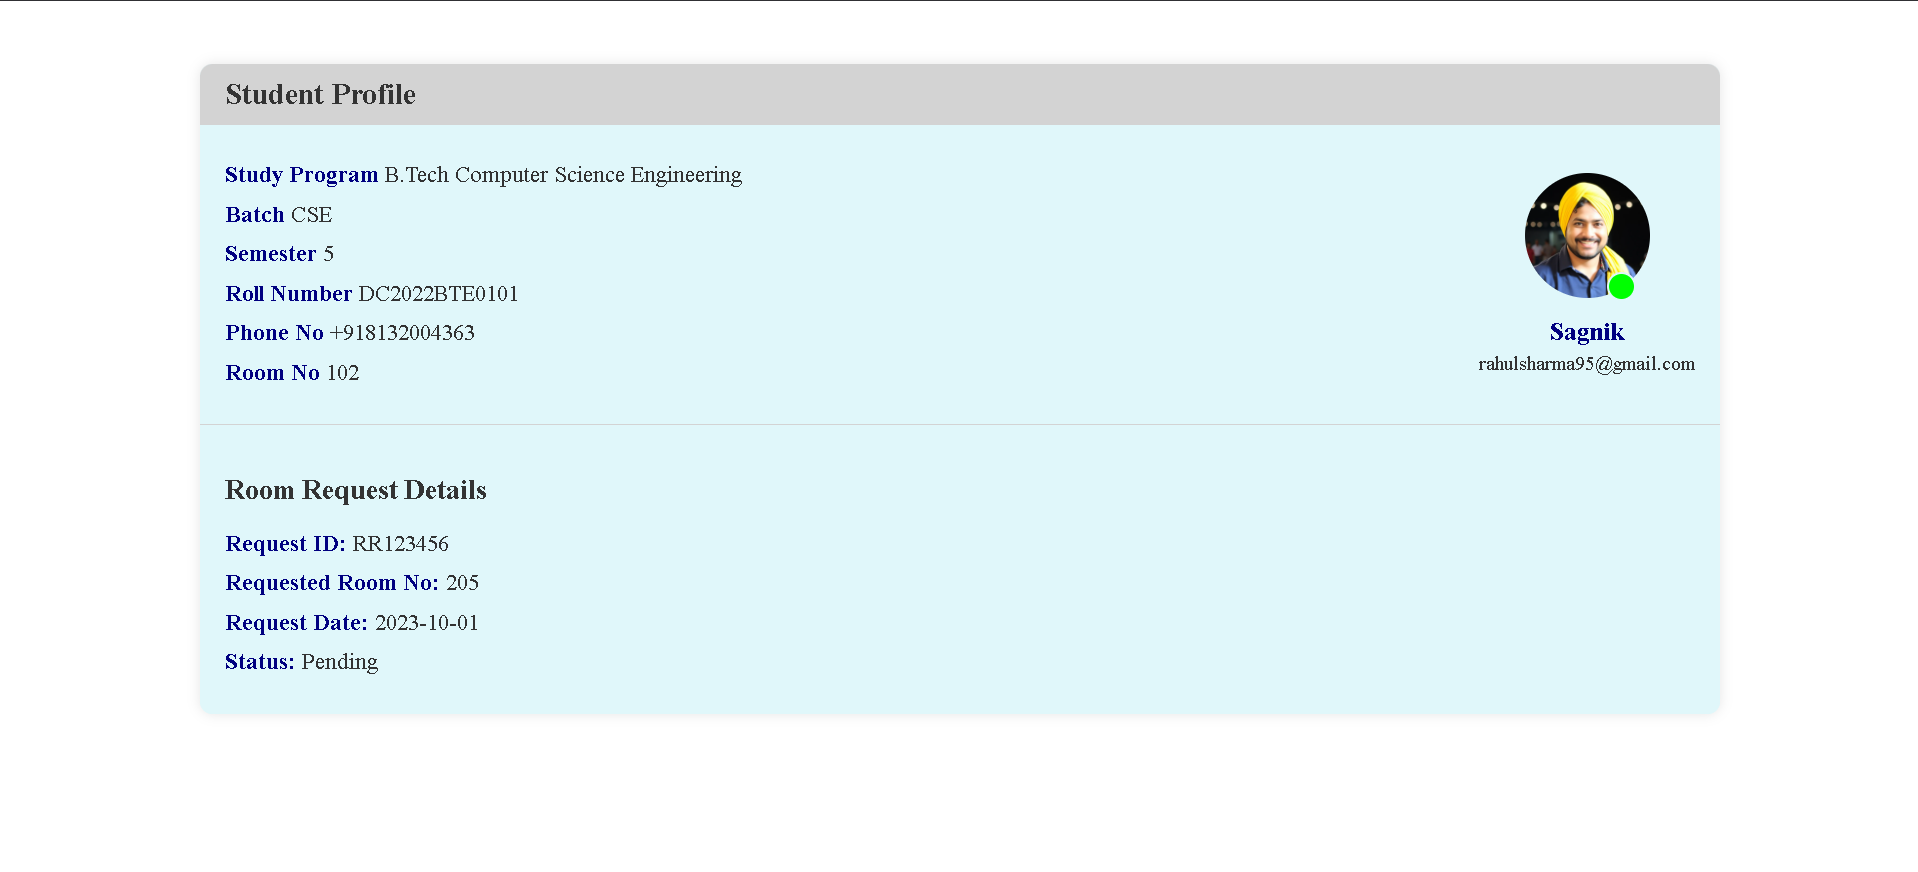 Student Profile
Study Program B.Tech Computer Science Engineering
Batch CSE
Semester 5
Roll Number DC2022BTE0101
Phone No +918132004363
Room No 102
Sagnik
rahulsharma95@gmail.com
Room Request Details
Request ID: RR123456
Requested Room No: 205
Request Date: 2023-10-01
Status: Pending